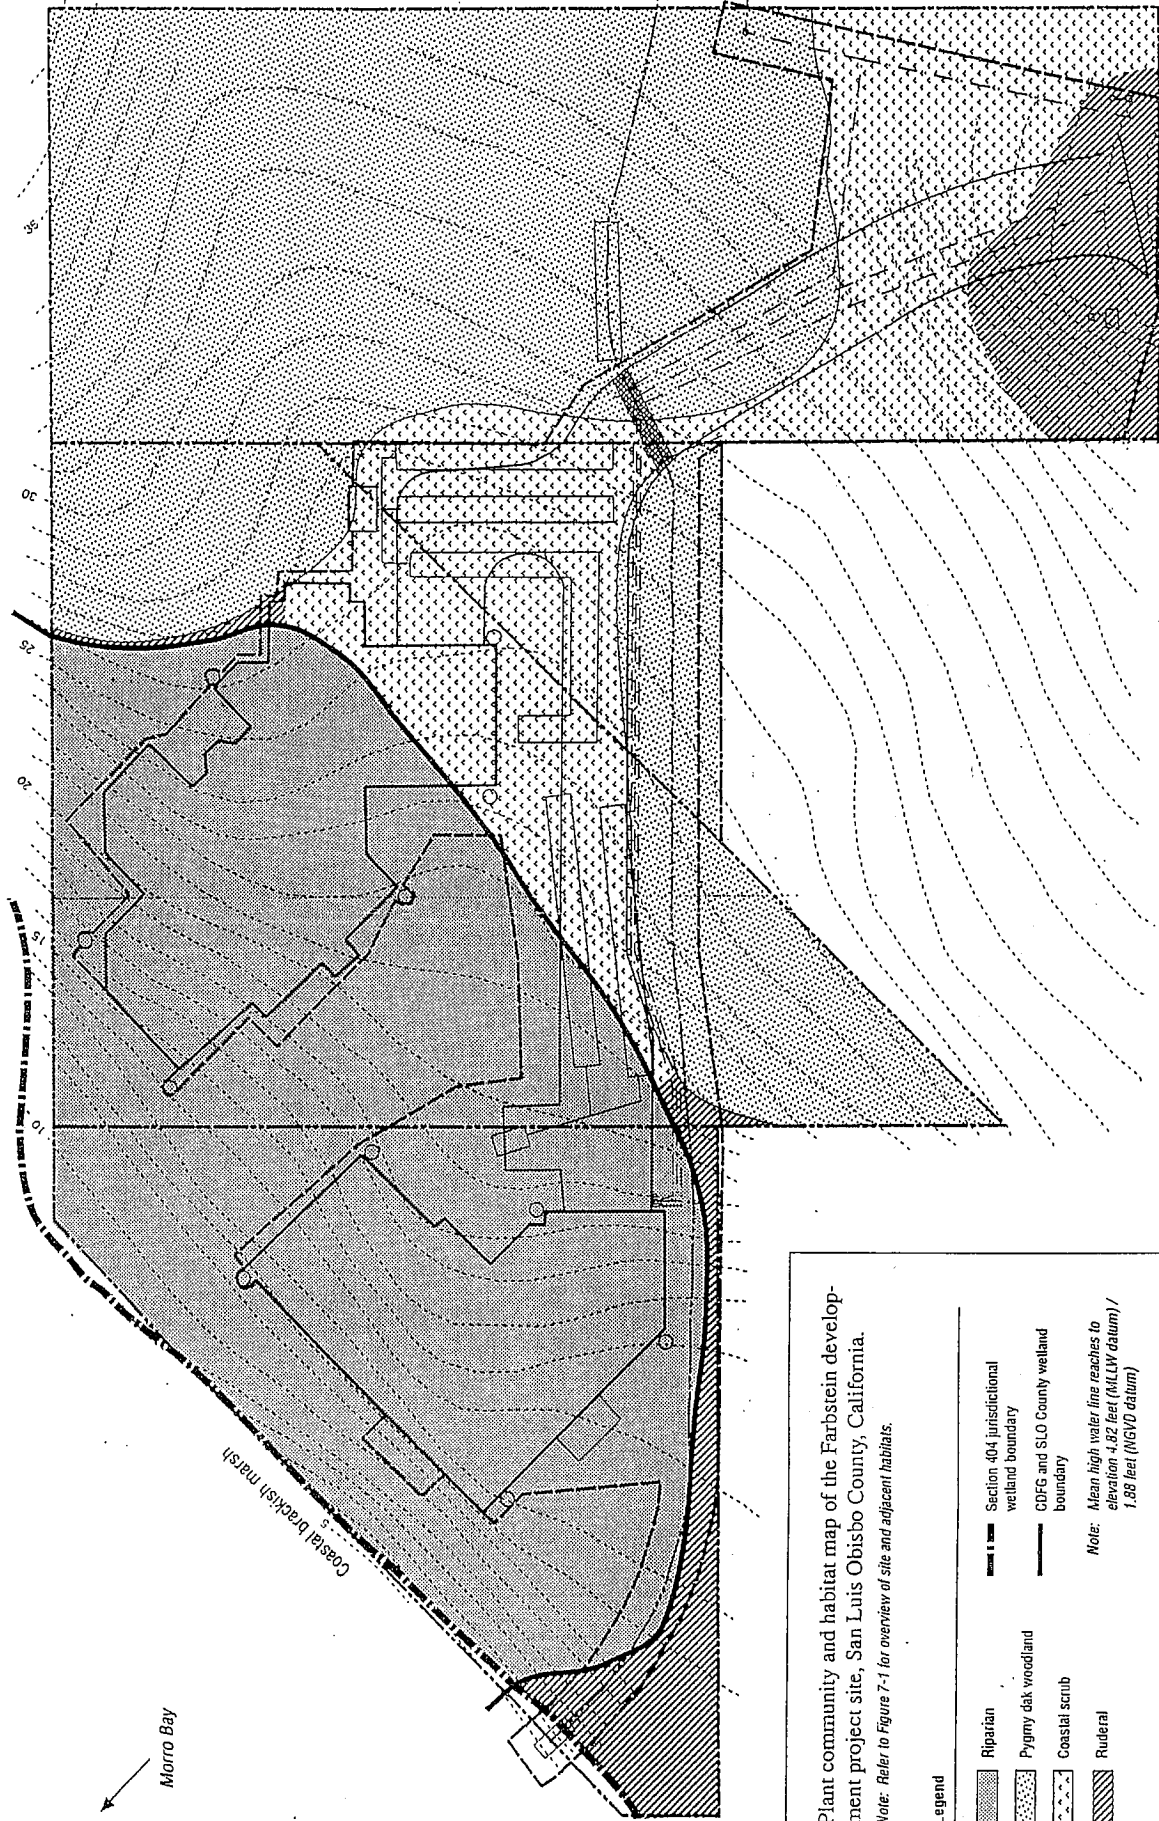 35
30
25
20
15
10
5
Coastal brackish marsh
Morro Bay
Plant community and habitat map of the Farbstein develop-
ment project site, San Luis Obisbo County, California.
Note: Refer to Figure 7-1 for overview of site and adjacent habitats.
Legend
Riparian
Pygmy oak woodland
Coastal scrub
Ruderal
Section 404 jurisdictional
wetland boundary
CDFG and SLO County wetland
boundary
Note: Mean high water line reaches to
elevation 4.82 feet (MLLW datum) /
1.88 feet (NGVD datum)